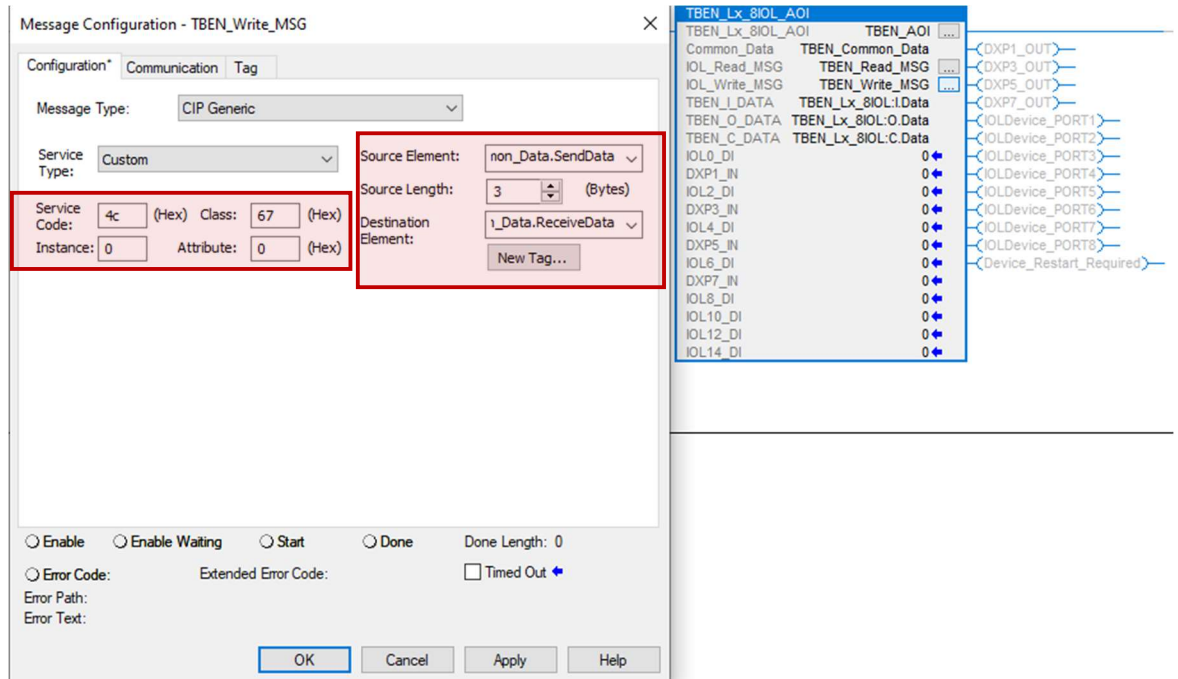 Message Configuration - TBEN_Write_MSG
Configuration* Communication Tag
Message Type: CIP Generic
Service Type: Custom
Service Code: 4c (Hex) Class: 67 (Hex)
Instance: 0 Attribute: 0 (Hex)
Source Element: non_Data.SendData
Source Length: 3 (Bytes)
Destination Element: _Data.ReceiveData
New Tag...
Enable Enable Waiting Start Done Done Length: 0
Error Code: Extended Error Code: Timed Out
Error Path:
Error Text:
OK Cancel Apply Help
TBEN_Lx_8IOL_AOI
TBEN_Lx_8IOL_AOI TBEN_AOI ...
Common_Data TBEN_Common_Data (DXP1_OUT)
IOL_Read_MSG TBEN_Read_MSG ... (DXP3_OUT)
IOL_Write_MSG TBEN_Write_MSG ... (DXP5_OUT)
TBEN_I_DATA TBEN_Lx_8IOL:I.Data (DXP7_OUT)
TBEN_O_DATA TBEN_Lx_8IOL:O.Data (IOLDevice_PORT1)
TBEN_C_DATA TBEN_Lx_8IOL:C.Data (IOLDevice_PORT2)
IOL0_DI 0 (IOLDevice_PORT3)
DXP1_IN 0 (IOLDevice_PORT4)
IOL2_DI 0 (IOLDevice_PORT5)
DXP3_IN 0 (IOLDevice_PORT6)
IOL4_DI 0 (IOLDevice_PORT7)
DXP5_IN 0 (IOLDevice_PORT8)
IOL6_DI 0 (Device_Restart_Required)
DXP7_IN 0
IOL8_DI 0
IOL10_DI 0
IOL12_DI 0
IOL14_DI 0